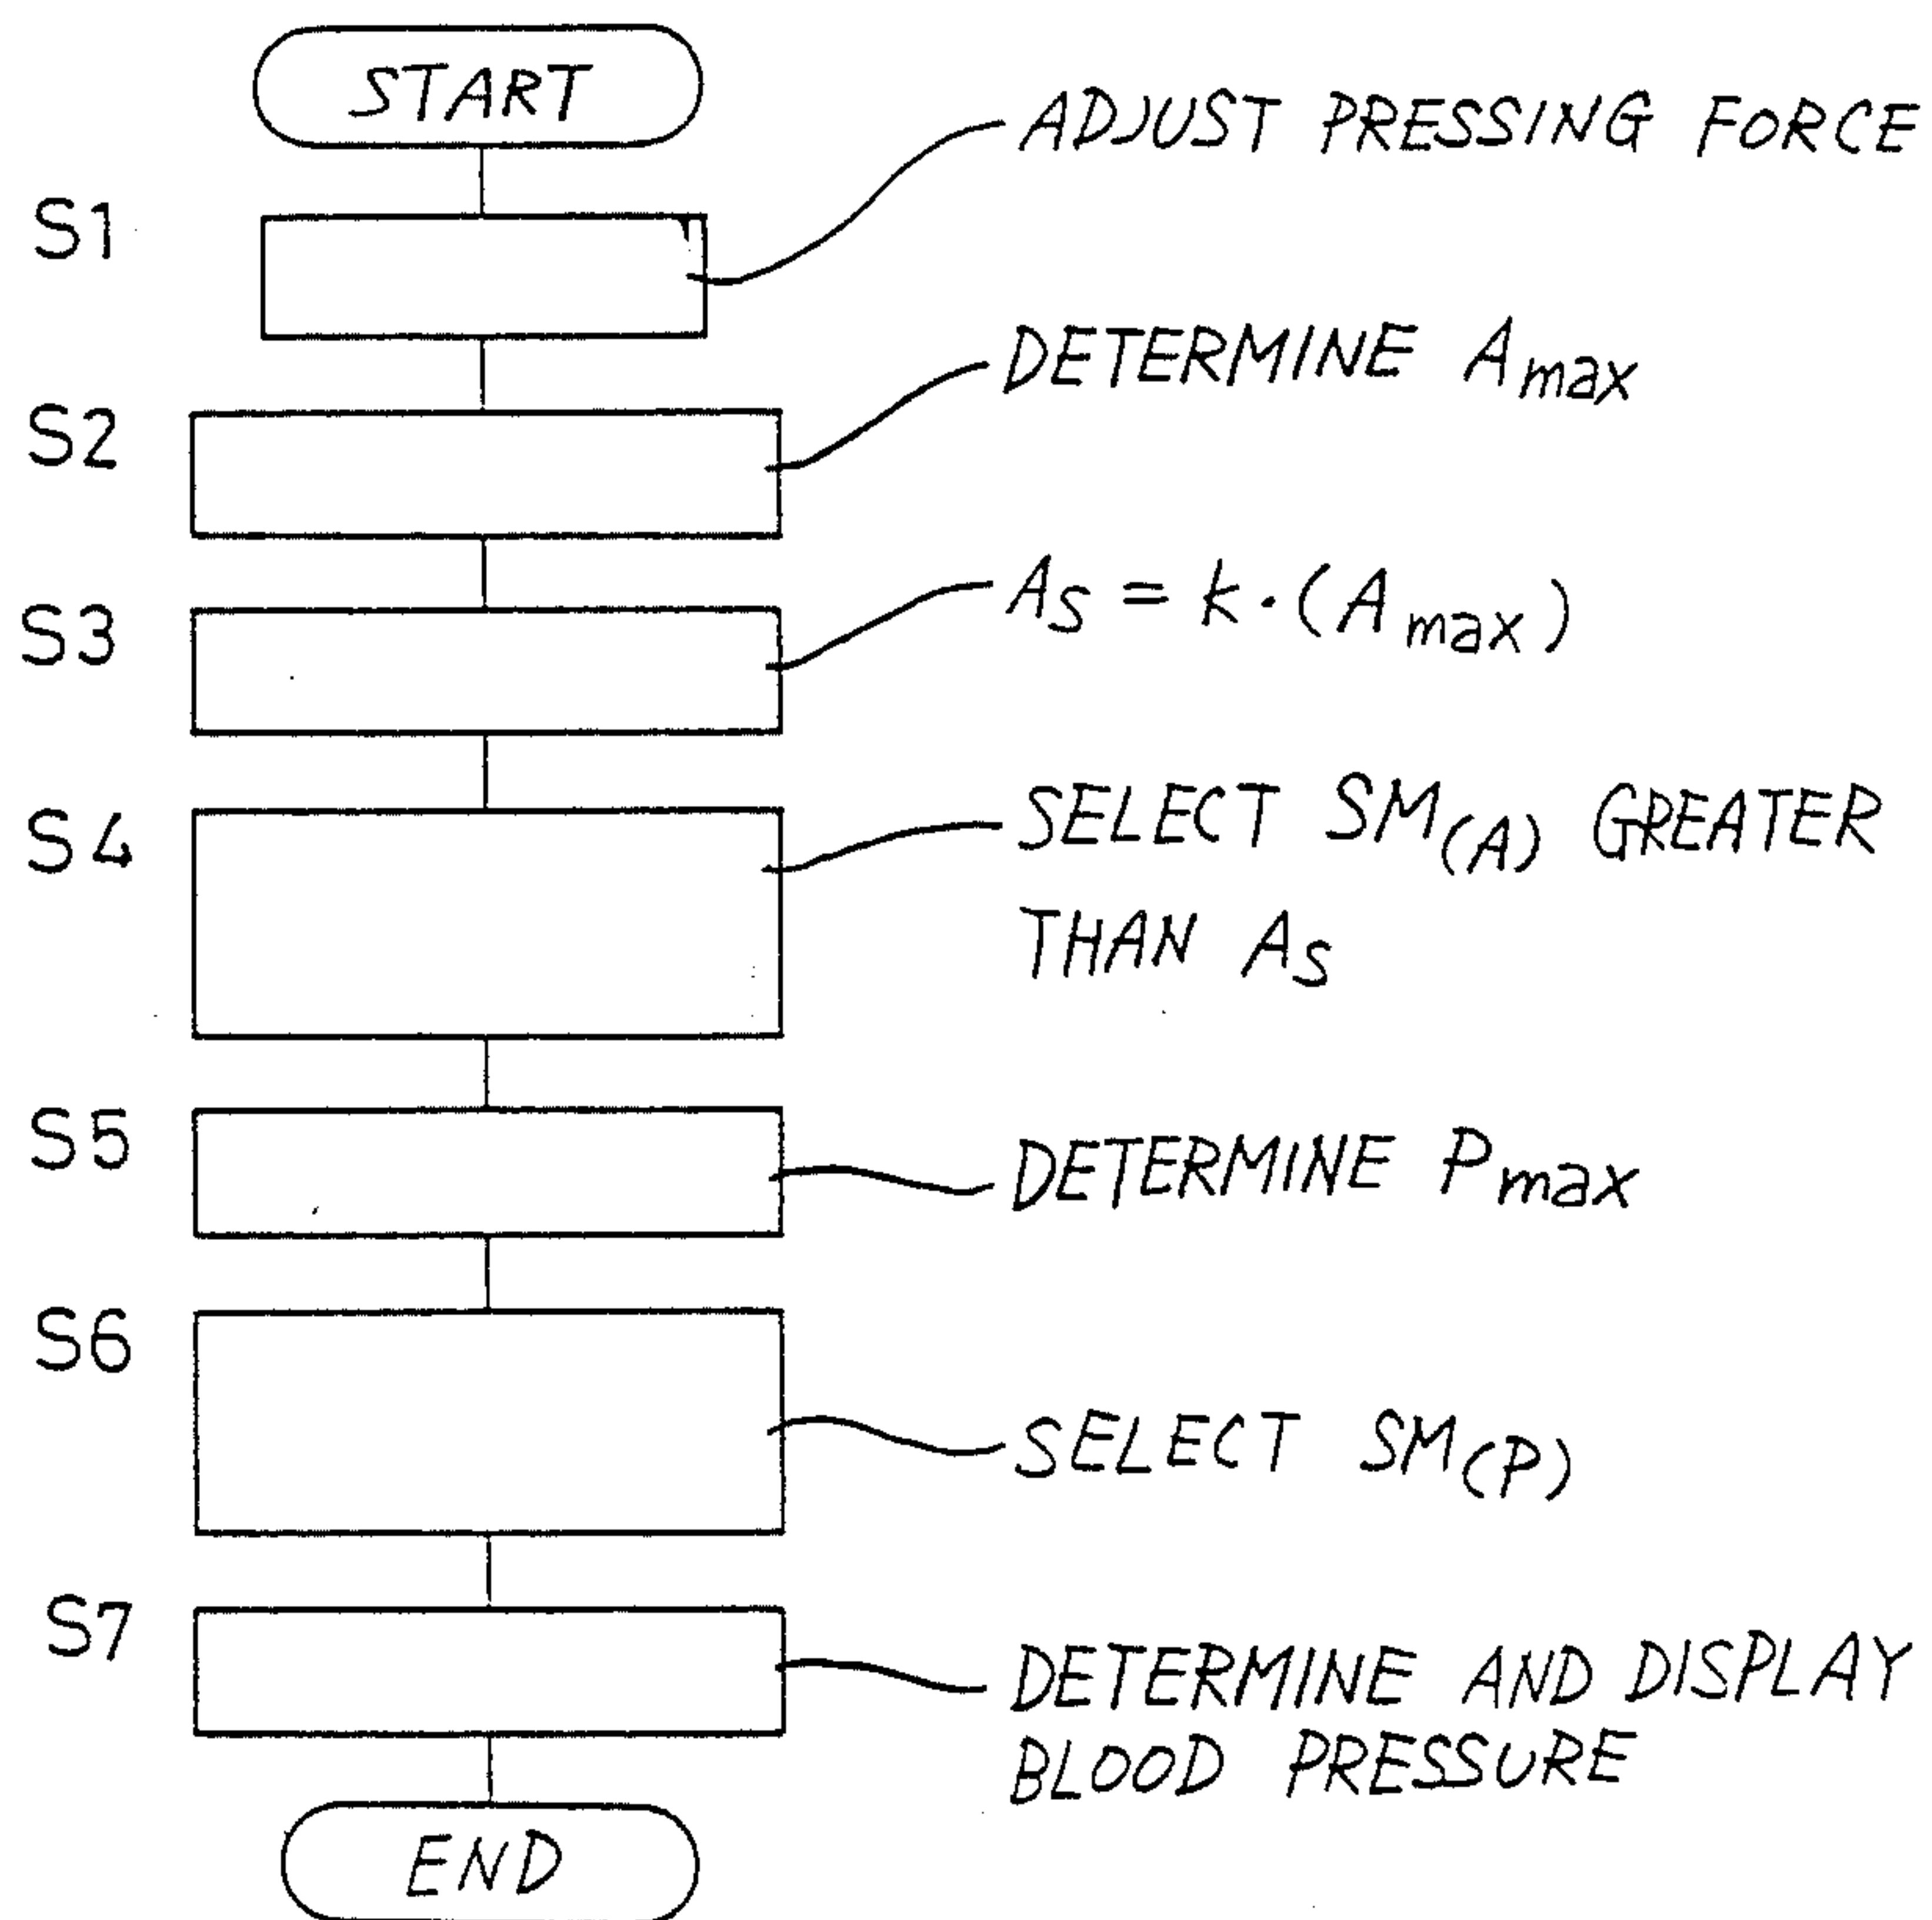 START
S1
ADJUST PRESSING FORCE
S2
DETERMINE Amax
S3
AS = k·(Amax)
S4
SELECT SM(A) GREATER
THAN AS
S5
DETERMINE Pmax
S6
SELECT SM(P)
S7
DETERMINE AND DISPLAY
BLOOD PRESSURE
END